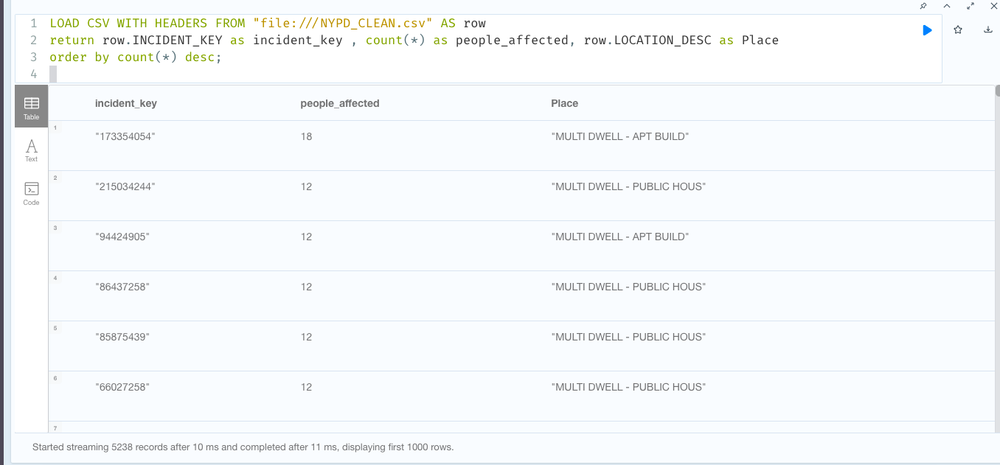 1 LOAD CSV WITH HEADERS FROM "file:///NYPD_CLEAN.csv" AS row
2 return row.INCIDENT_KEY as incident_key , count(*) as people_affected, row.LOCATION_DESC as Place
3 order by count(*) desc;
4
incident_key people_affected Place
Table
1 "173354054" 18 "MULTI DWELL - APT BUILD"
Text
2 "215034244" 12 "MULTI DWELL - PUBLIC HOUS"
Code
3 "94424905" 12 "MULTI DWELL - APT BUILD"
4 "86437258" 12 "MULTI DWELL - PUBLIC HOUS"
5 "85875439" 12 "MULTI DWELL - PUBLIC HOUS"
6 "66027258" 12 "MULTI DWELL - PUBLIC HOUS"
7
Started streaming 5238 records after 10 ms and completed after 11 ms, displaying first 1000 rows.